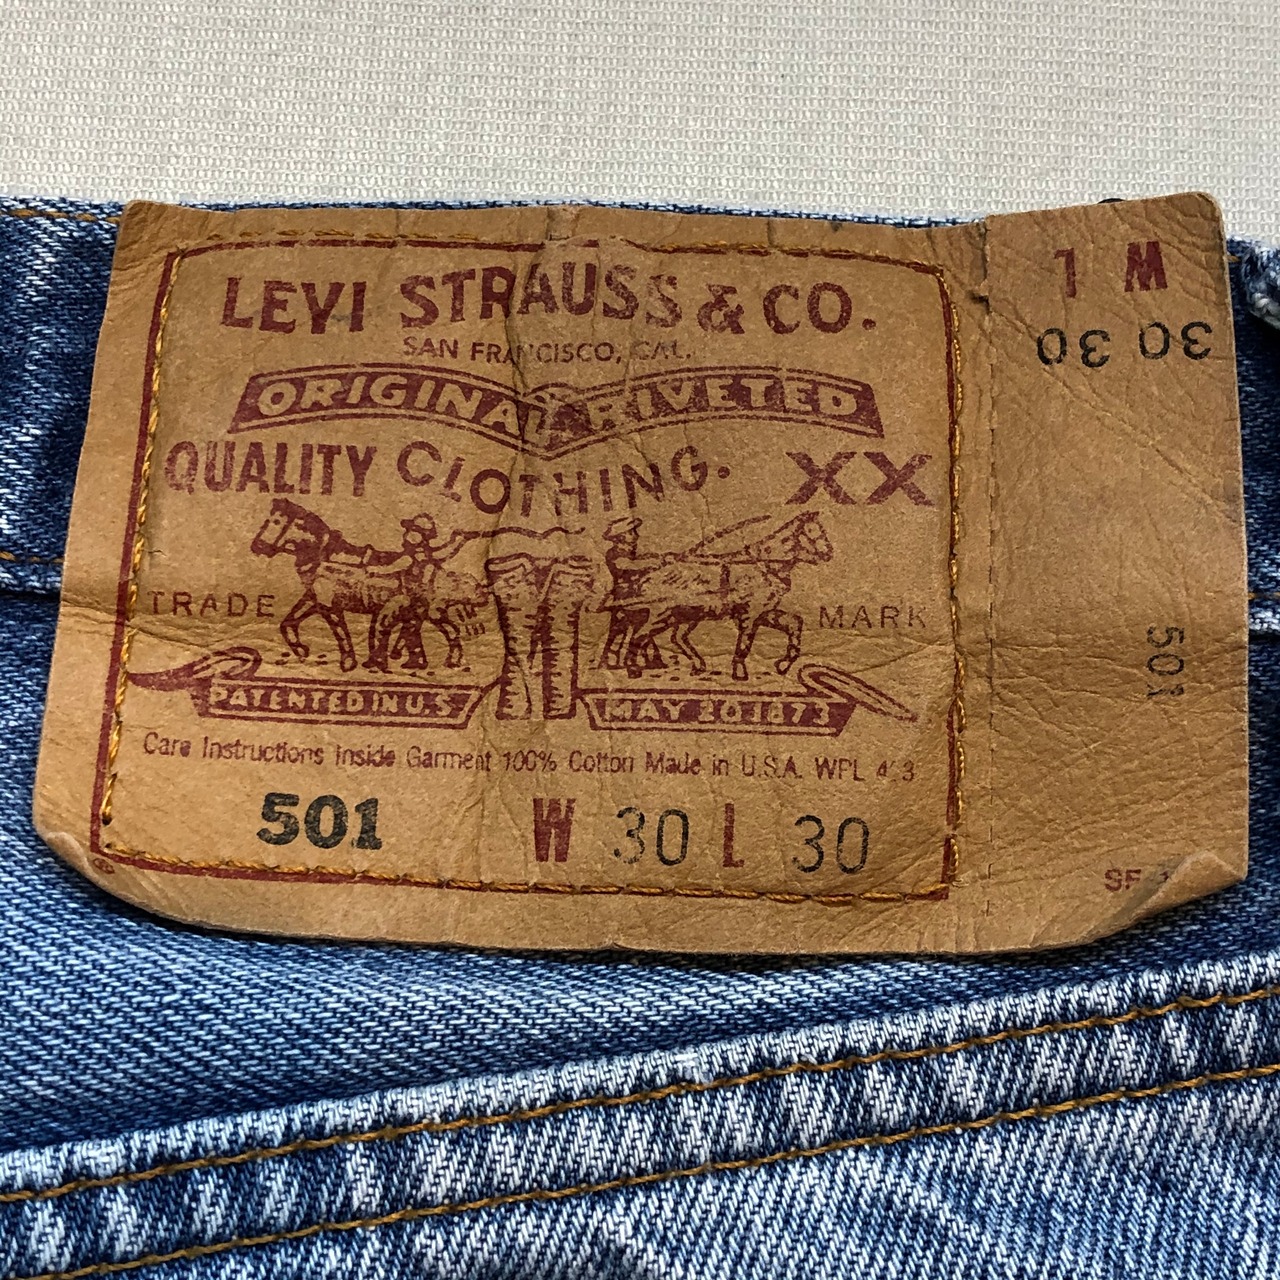 LEVI STRAUSS & CO.
SAN FRANCISCO, CAL.
ORIGINAL RIVETED
QUALITY CLOTHING. XX
TRADE MARK
PATENTED IN U.S. MAY 20 1873
Care Instructions Inside Garment 100% Cotton Made in U.S.A. WPL 423
501 W 30 L 30
®
W L
30 30
501
SF